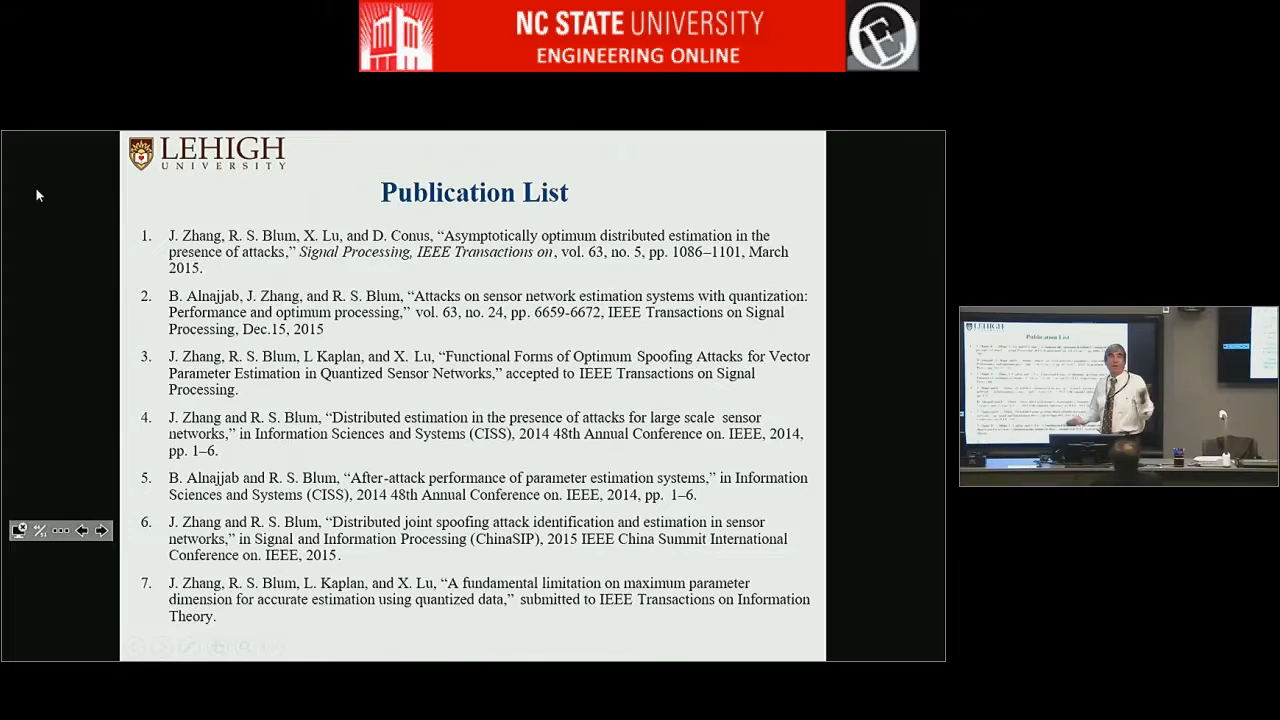 NC STATE UNIVERSITY
ENGINEERING ONLINE
LEHIGH
UNIVERSITY
Publication List
1. J. Zhang, R. S. Blum, X. Lu, and D. Conus, “Asymptotically optimum distributed estimation in the
presence of attacks,” Signal Processing, IEEE Transactions on, vol. 63, no. 5, pp. 1086–1101, March
2015.
2. B. Alnajjab, J. Zhang, and R. S. Blum, “Attacks on sensor network estimation systems with quantization:
Performance and optimum processing,” vol. 63, no. 24, pp. 6659-6672, IEEE Transactions on Signal
Processing, Dec.15, 2015
3. J. Zhang, R. S. Blum, L Kaplan, and X. Lu, “Functional Forms of Optimum Spoofing Attacks for Vector
Parameter Estimation in Quantized Sensor Networks,” accepted to IEEE Transactions on Signal
Processing.
4. J. Zhang and R. S. Blum, “Distributed estimation in the presence of attacks for large scale sensor
networks,” in Information Sciences and Systems (CISS), 2014 48th Annual Conference on. IEEE, 2014,
pp. 1–6.
5. B. Alnajjab and R. S. Blum, “After-attack performance of parameter estimation systems,” in Information
Sciences and Systems (CISS), 2014 48th Annual Conference on. IEEE, 2014, pp. 1–6.
6. J. Zhang and R. S. Blum, “Distributed joint spoofing attack identification and estimation in sensor
networks,” in Signal and Information Processing (ChinaSIP), 2015 IEEE China Summit International
Conference on. IEEE, 2015.
7. J. Zhang, R. S. Blum, L. Kaplan, and X. Lu, “A fundamental limitation on maximum parameter
dimension for accurate estimation using quantized data,” submitted to IEEE Transactions on Information
Theory.
LEHIGH
Publication List